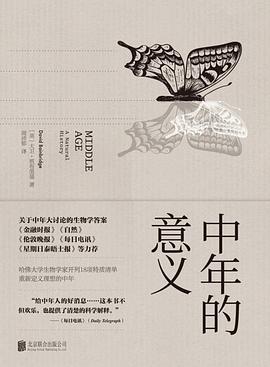 MIDDLE
AGE
A Natural
History
David Bainbridge
周沛郁 译
关于中年大讨论的生物学答案
《金融时报》《自然》
《伦敦晚报》《每日电讯》
《星期日泰晤士报》等力荐
哈佛大学生物学家开列18项特质清单
重新定义理想的中年
“给中年人的好消息……这本书不
但欢乐，也提供了清楚的科学解释。”
——《每日电讯》(Daily Telegraph)
中年的
意义
北京联合出版公司